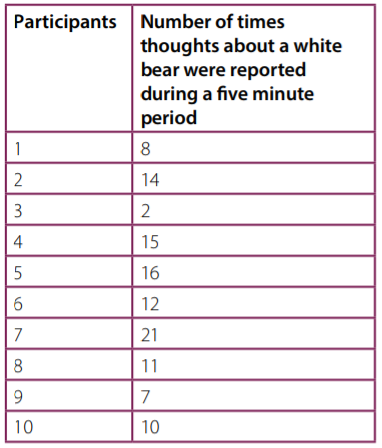 Participants Number of times
thoughts about a white
bear were reported
during a five minute
period
1 8
2 14
3 2
4 15
5 16
6 12
7 21
8 11
9 7
10 10